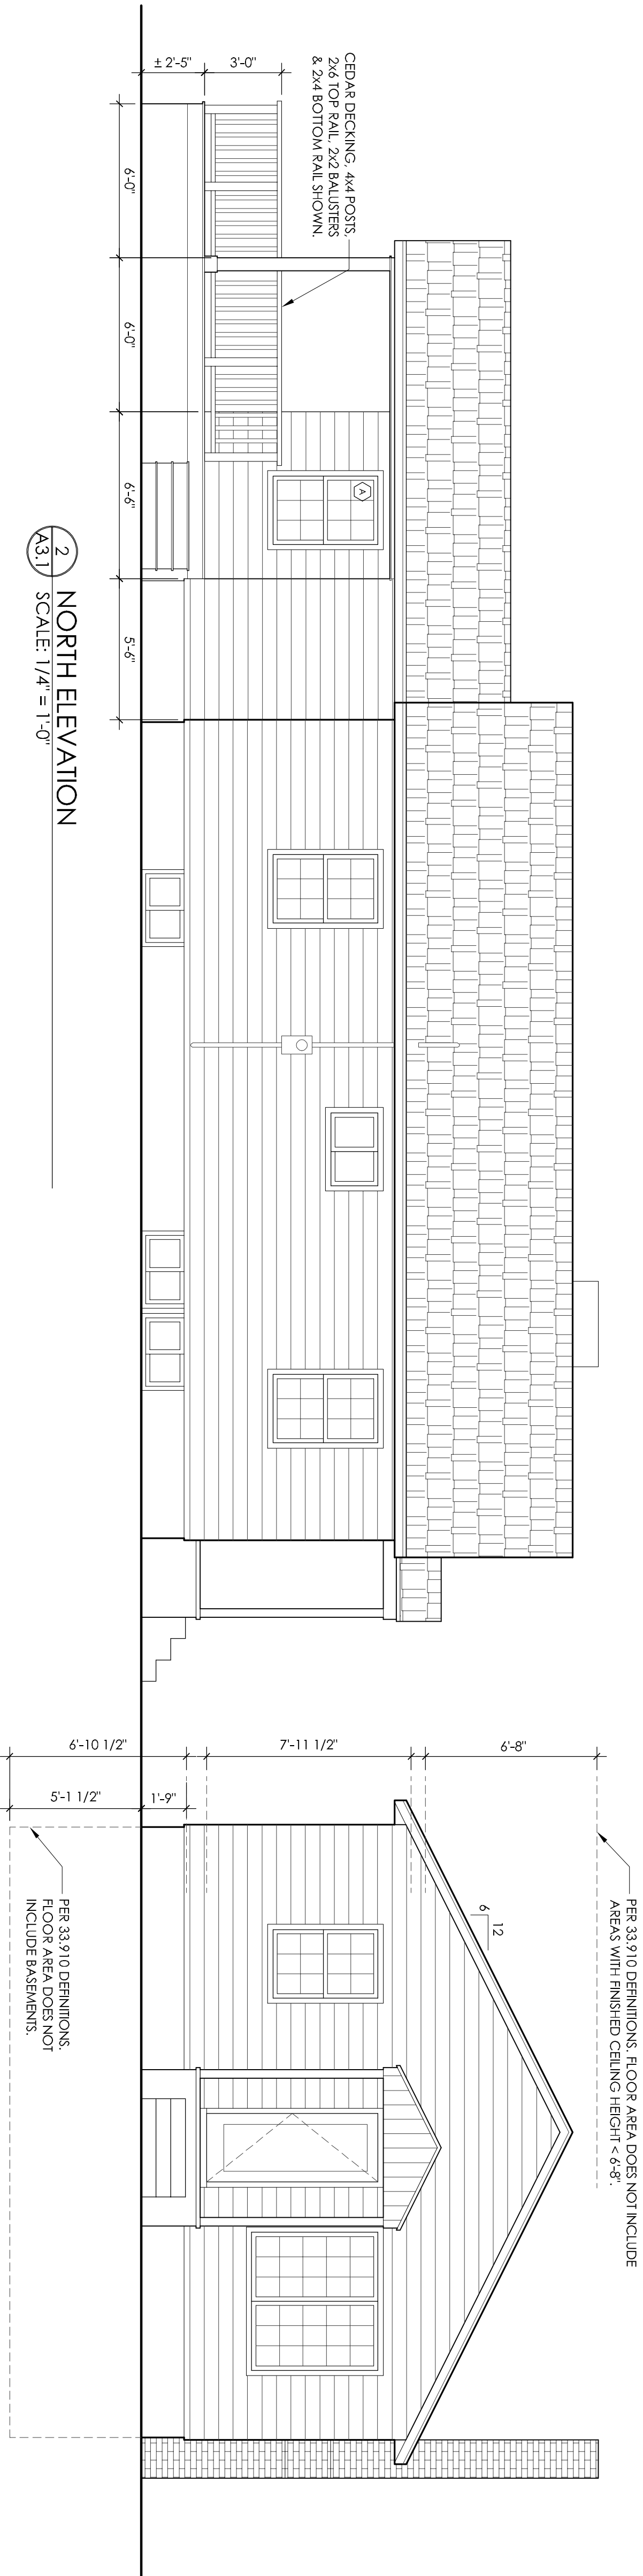 CEDAR DECKING, 4x4 POSTS,
2x6 TOP RAIL, 2x2 BALUSTERS
& 2x4 BOTTOM RAIL SHOWN.
± 2'-5"
3'-0"
6'-0"
6'-0"
6'-6"
5'-6"
A
2
A3.1
NORTH ELEVATION
SCALE: 1/4" = 1'-0"
PER 33.910 DEFINITIONS. FLOOR AREA DOES NOT INCLUDE
AREAS WITH FINISHED CEILING HEIGHT < 6'-8".
6'-8"
7'-11 1/2"
6'-10 1/2"
1'-9"
5'-1 1/2"
12
6
PER 33.910 DEFINITIONS.
FLOOR AREA DOES NOT
INCLUDE BASEMENTS.